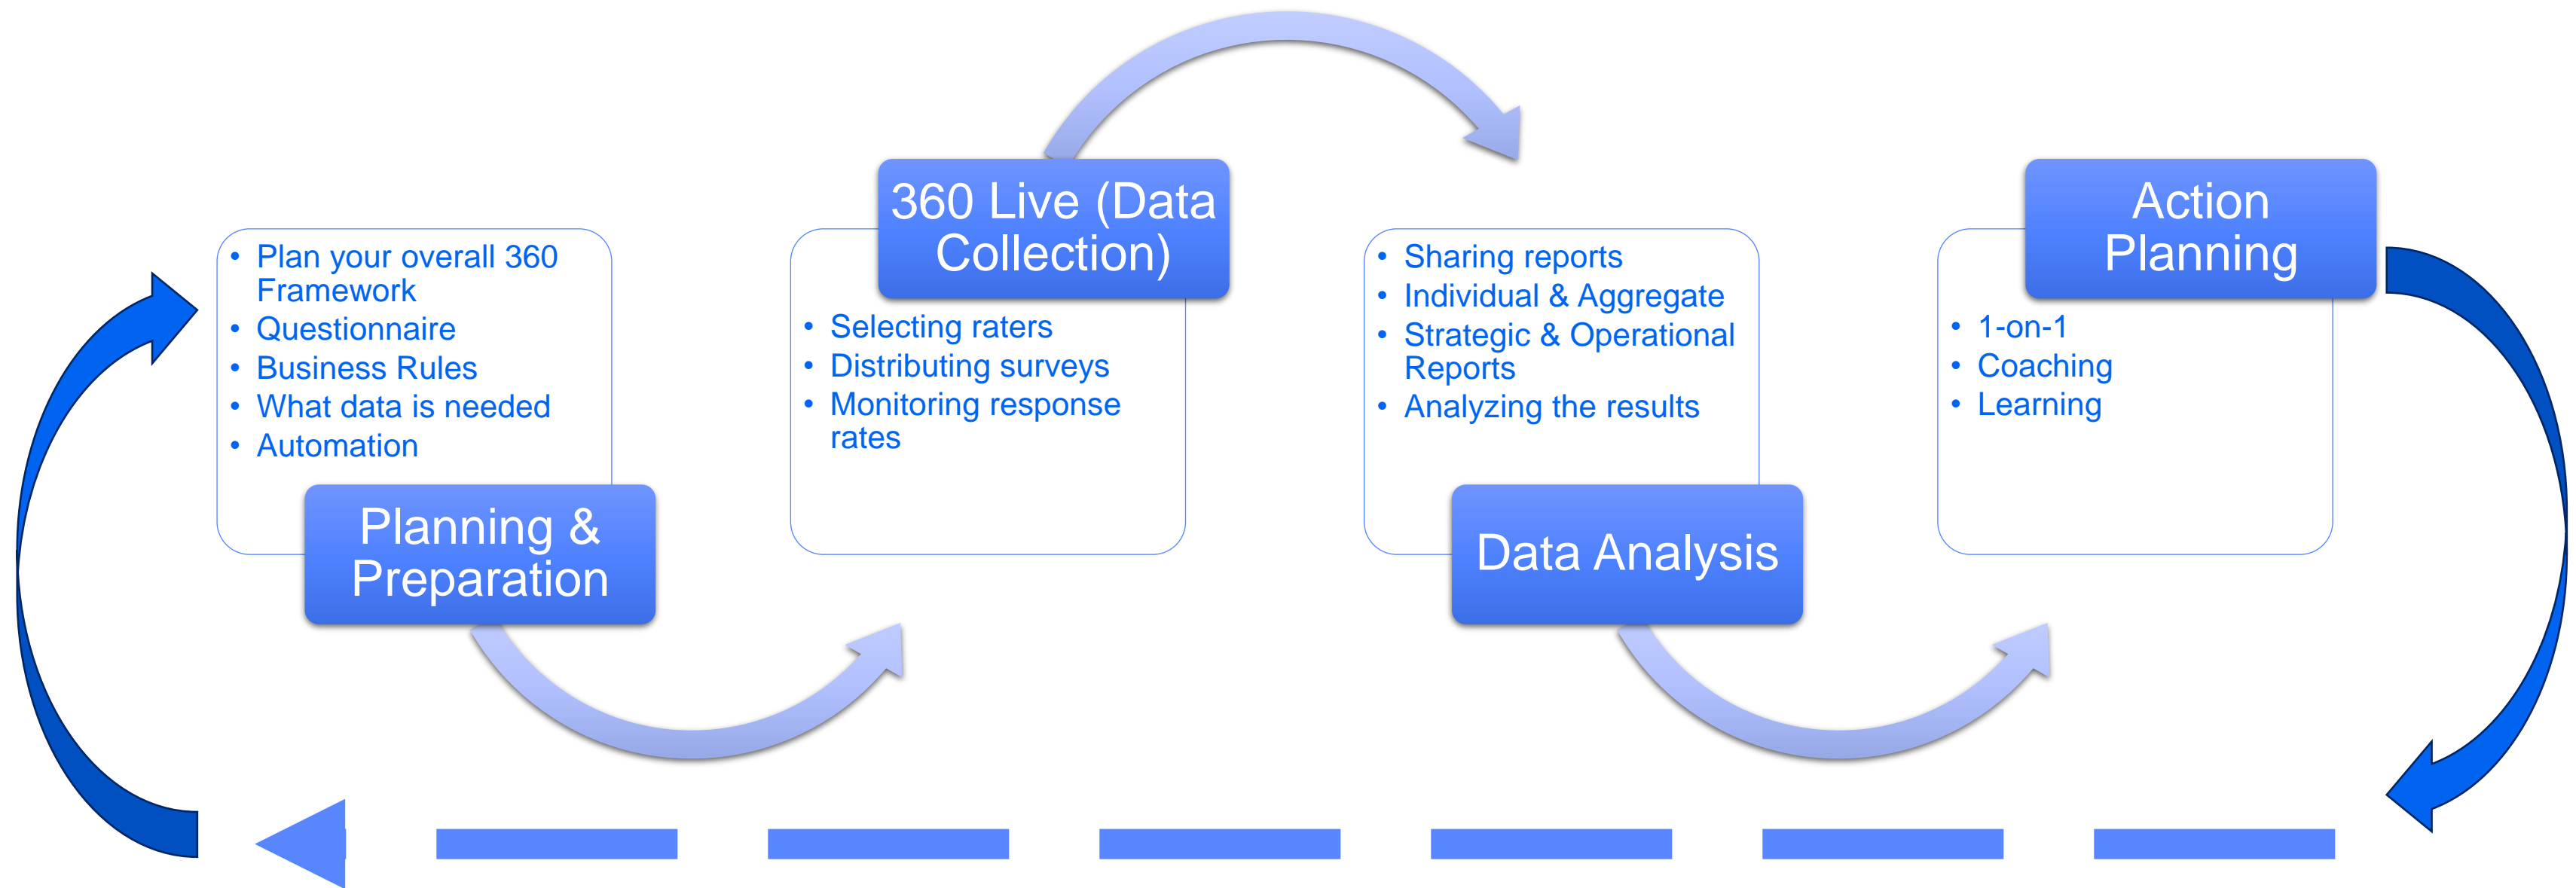 • Plan your overall 360
Framework
• Questionnaire
• Business Rules
• What data is needed
• Automation
Planning &
Preparation
360 Live (Data
Collection)
• Selecting raters
• Distributing surveys
• Monitoring response
rates
• Sharing reports
• Individual & Aggregate
• Strategic & Operational
Reports
• Analyzing the results
Data Analysis
Action
Planning
• 1-on-1
• Coaching
• Learning